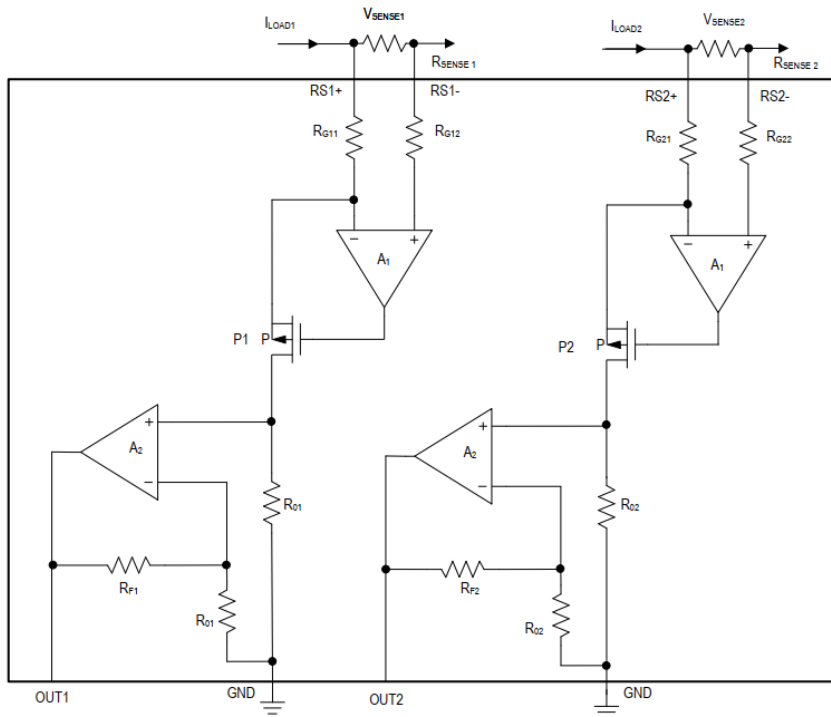 ILOAD1
VSENSE1
RSENSE 1
ILOAD2
VSENSE2
RSENSE 2
RS1+
RS1-
RS2+
RS2-
RG11
RG12
RG21
RG22
−
+
A1
−
+
A1
P1
P
P2
P
+
A2
−
+
A2
−
R01
R02
RF1
R01
RF2
R02
OUT1
GND
OUT2
GND